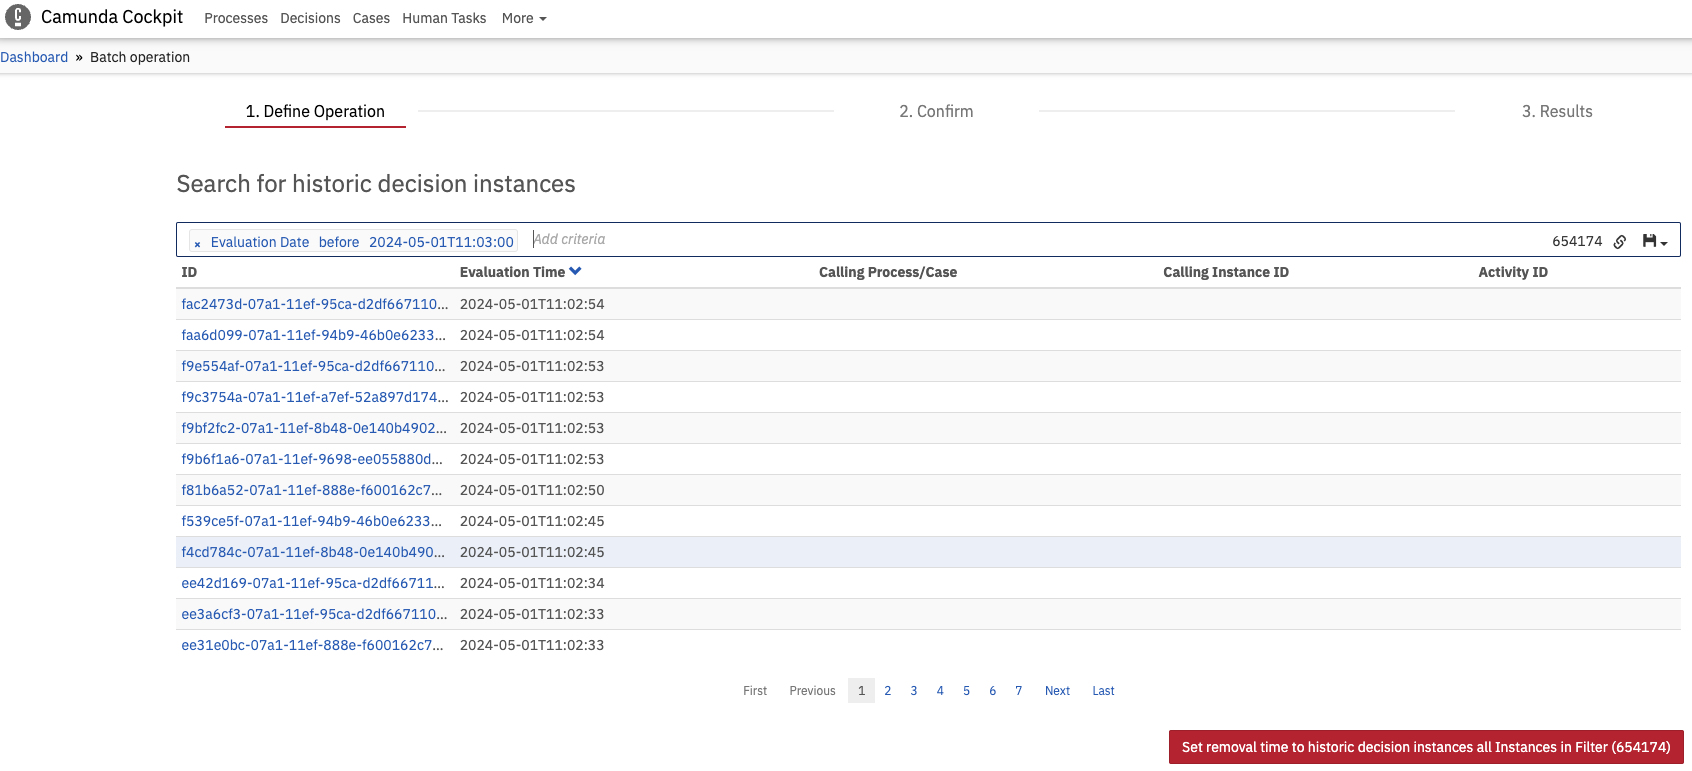 Camunda Cockpit Processes Decisions Cases Human Tasks More
Dashboard » Batch operation
1. Define Operation 2. Confirm 3. Results
Search for historic decision instances
× Evaluation Date before 2024-05-01T11:03:00 Add criteria 654174
ID Evaluation Time Calling Process/Case Calling Instance ID Activity ID
fac2473d-07a1-11ef-95ca-d2df667110... 2024-05-01T11:02:54
faa6d099-07a1-11ef-94b9-46b0e6233... 2024-05-01T11:02:54
f9e554af-07a1-11ef-95ca-d2df667110... 2024-05-01T11:02:53
f9c3754a-07a1-11ef-a7ef-52a897d174... 2024-05-01T11:02:53
f9bf2fc2-07a1-11ef-8b48-0e140b4902... 2024-05-01T11:02:53
f9b6f1a6-07a1-11ef-9698-ee055880d... 2024-05-01T11:02:53
f81b6a52-07a1-11ef-888e-f600162c7... 2024-05-01T11:02:50
f539ce5f-07a1-11ef-94b9-46b0e6233... 2024-05-01T11:02:45
f4cd784c-07a1-11ef-8b48-0e140b490... 2024-05-01T11:02:45
ee42d169-07a1-11ef-95ca-d2df66711... 2024-05-01T11:02:34
ee3a6cf3-07a1-11ef-95ca-d2df667110... 2024-05-01T11:02:33
ee31e0bc-07a1-11ef-888e-f600162c7... 2024-05-01T11:02:33
First Previous 1 2 3 4 5 6 7 Next Last
Set removal time to historic decision instances all Instances in Filter (654174)